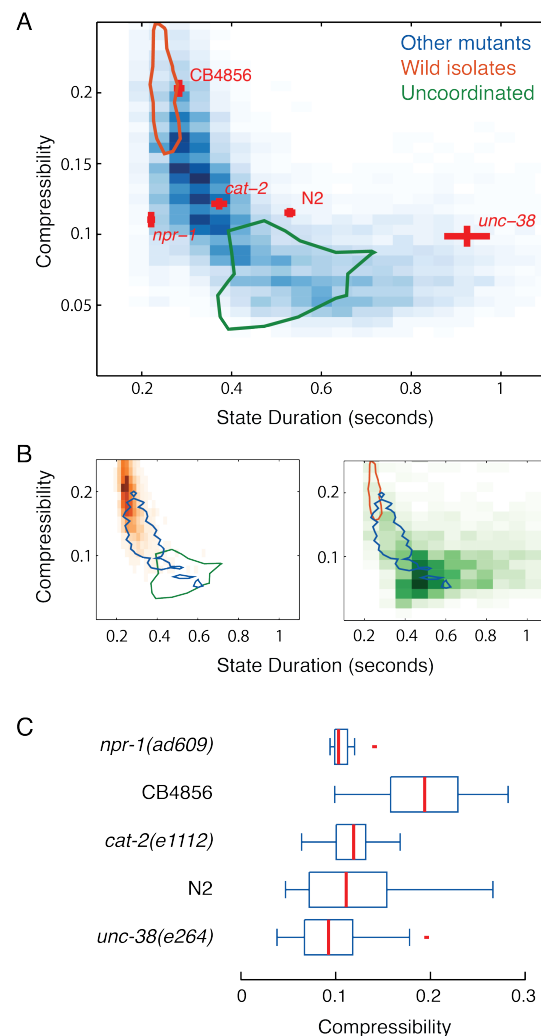 A
Other mutants
Wild isolates
Uncoordinated
CB4856
cat–2
N2
npr–1
unc–38
Compressibility
0.2
0.15
0.1
0.05
0.2 0.4 0.6 0.8 1
State Duration (seconds)
B
Compressibility
0.2
0.1
0.2 0.4 0.6 0.8 1
0.2
0.1
0.2 0.4 0.6 0.8 1
State Duration (seconds)
C
npr-1(ad609)
CB4856
cat-2(e1112)
N2
unc-38(e264)
0 0.1 0.2 0.3
Compressibility